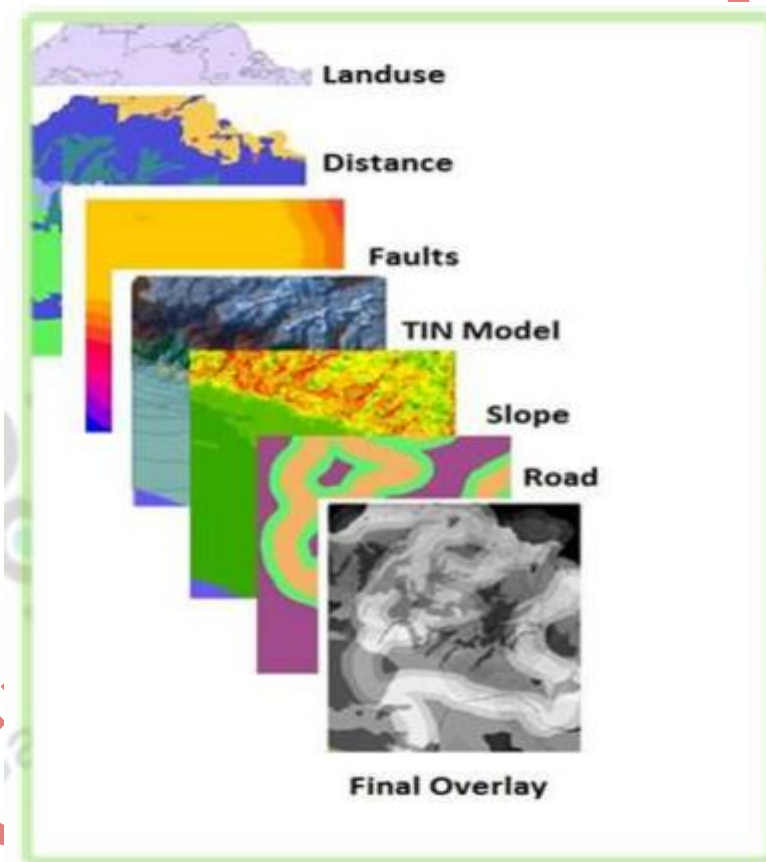 Landuse
Distance
Faults
TIN Model
Slope
Road
Final Overlay